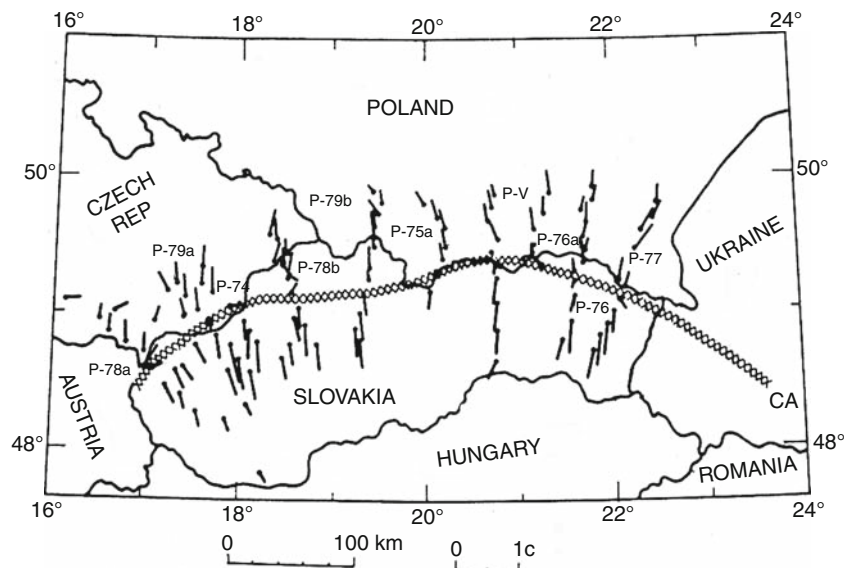 16° 18° 20° 22° 24°
POLAND
50° 50°
CZECH
REP
P-79b P-V
P-75a
P-79a P-76a
UKRAINE
P-78b P-77
P-74
P-76
P-78a
AUSTRIA
SLOVAKIA
CA
48° 48°
HUNGARY
ROMANIA
16° 18° 20° 22° 24°
0 100 km 0 1c